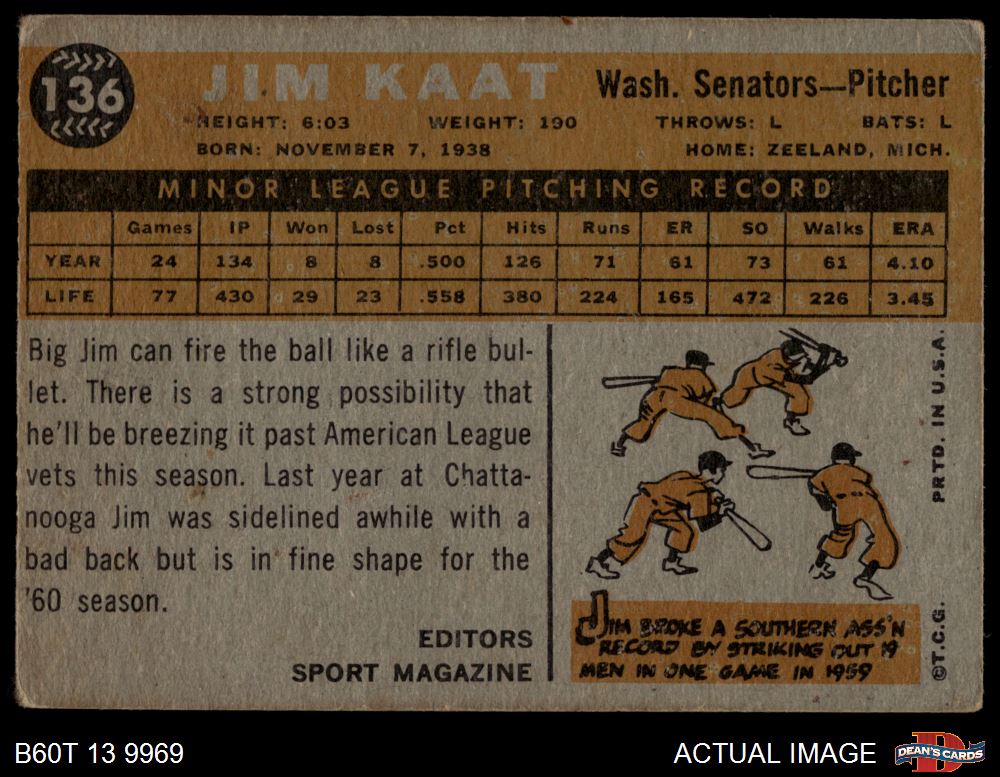 136
JIM KAAT
Wash. Senators—Pitcher
HEIGHT: 6:03 WEIGHT: 190 THROWS: L BATS: L
BORN: NOVEMBER 7, 1938 HOME: ZEELAND, MICH.
MINOR LEAGUE PITCHING RECORD
Games IP Won Lost Pct Hits Runs ER SO Walks ERA
YEAR 24 134 8 8 .500 126 71 61 73 61 4.10
LIFE 77 430 29 23 .558 380 224 165 472 226 3.45
Big Jim can fire the ball like a rifle bul-
let. There is a strong possibility that
he'll be breezing it past American League
vets this season. Last year at Chatta-
nooga Jim was sidelined awhile with a
bad back but is in fine shape for the
'60 season.
EDITORS
SPORT MAGAZINE
JIM BROKE A SOUTHERN ASS'N
RECORD BY STRIKING OUT 19
MEN IN ONE GAME IN 1959
PRTD. IN U.S.A.
©T.C.G.
B60T 13 9969
ACTUAL IMAGE
D
DEAN'S CARDS